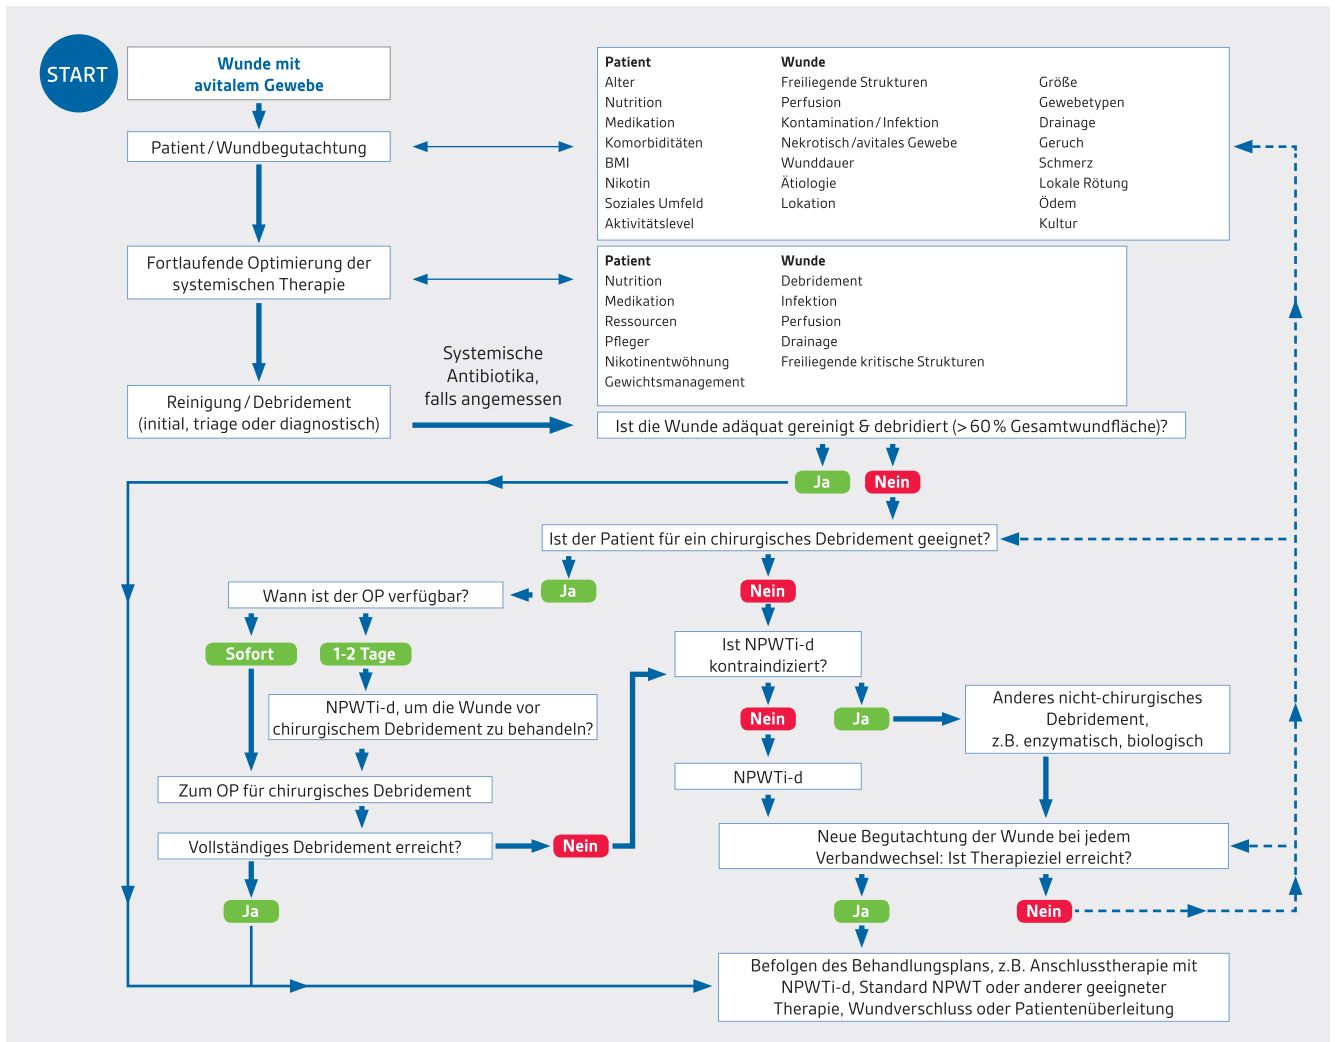 START
Wunde mit
avitalem Gewebe
Patient / Wundbegutachtung
Patient
Alter
Nutrition
Medikation
Komorbiditäten
BMI
Nikotin
Soziales Umfeld
Aktivitätslevel
Wunde
Freiliegende Strukturen
Perfusion
Kontamination / Infektion
Nekrotisch /avitales Gewebe
Wunddauer
Ätiologie
Lokation
Größe
Gewebetypen
Drainage
Geruch
Schmerz
Lokale Rötung
Ödem
Kultur
Fortlaufende Optimierung der
systemischen Therapie
Patient
Nutrition
Medikation
Ressourcen
Pfleger
Nikotinentwöhnung
Gewichtsmanagement
Wunde
Debridement
Infektion
Perfusion
Drainage
Freiliegende kritische Strukturen
Reinigung / Debridement
(initial, triage oder diagnostisch)
Systemische
Antibiotika,
falls angemessen
Ist die Wunde adäquat gereinigt & debridiert (> 60 % Gesamtwundfläche)?
Ja
Nein
Ist der Patient für ein chirurgisches Debridement geeignet?
Ja
Nein
Wann ist der OP verfügbar?
Sofort
1-2 Tage
NPWTi-d, um die Wunde vor
chirurgischem Debridement zu behandeln?
Zum OP für chirurgisches Debridement
Vollständiges Debridement erreicht?
Nein
Ja
Ist NPWTi-d
kontraindiziert?
Nein
Ja
NPWTi-d
Anderes nicht-chirurgisches
Debridement,
z.B. enzymatisch, biologisch
Neue Begutachtung der Wunde bei jedem
Verbandwechsel: Ist Therapieziel erreicht?
Ja
Nein
Befolgen des Behandlungsplans, z.B. Anschlusstherapie mit
NPWTi-d, Standard NPWT oder anderer geeigneter
Therapie, Wundverschluss oder Patientenüberleitung